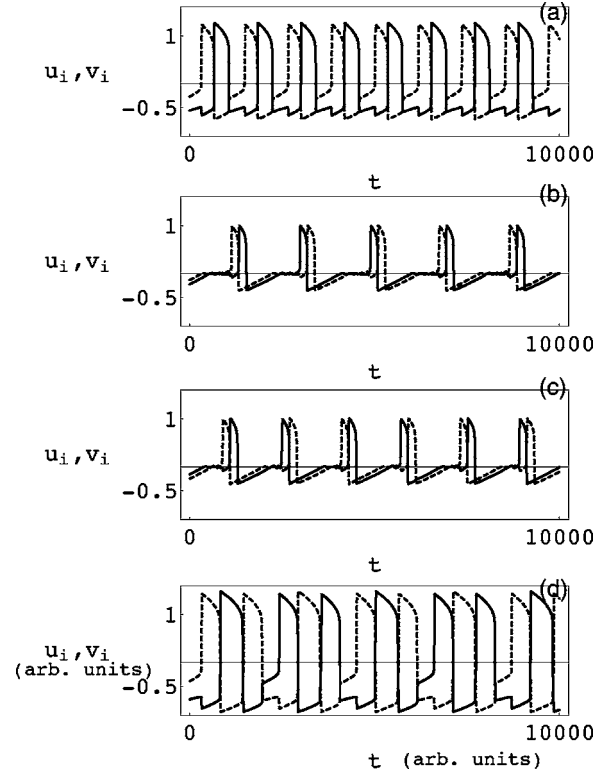 (a)
1
u_i,v_i
-0.5
0
10000
t
(b)
1
u_i,v_i
-0.5
0
10000
t
(c)
1
u_i,v_i
-0.5
0
10000
t
(d)
1
u_i,v_i
(arb. units)
-0.5
0
10000
t (arb. units)